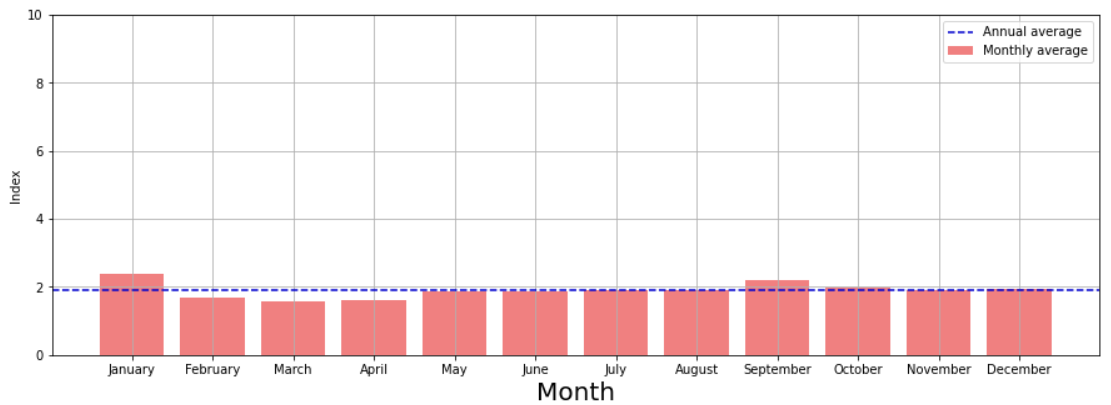 10
8
6
4
2
0
Index
Annual average
Monthly average
January February March April May June July August September October November December
Month